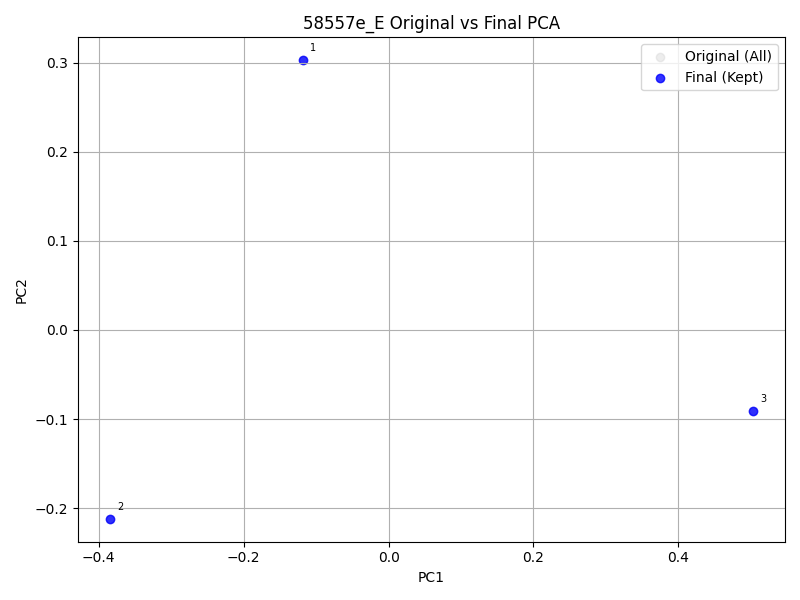 58557e_E Original vs Final PCA
Original (All)
Final (Kept)
1
2
3
0.3
0.2
0.1
0.0
−0.1
−0.2
PC2
−0.4
−0.2
0.0
0.2
0.4
PC1